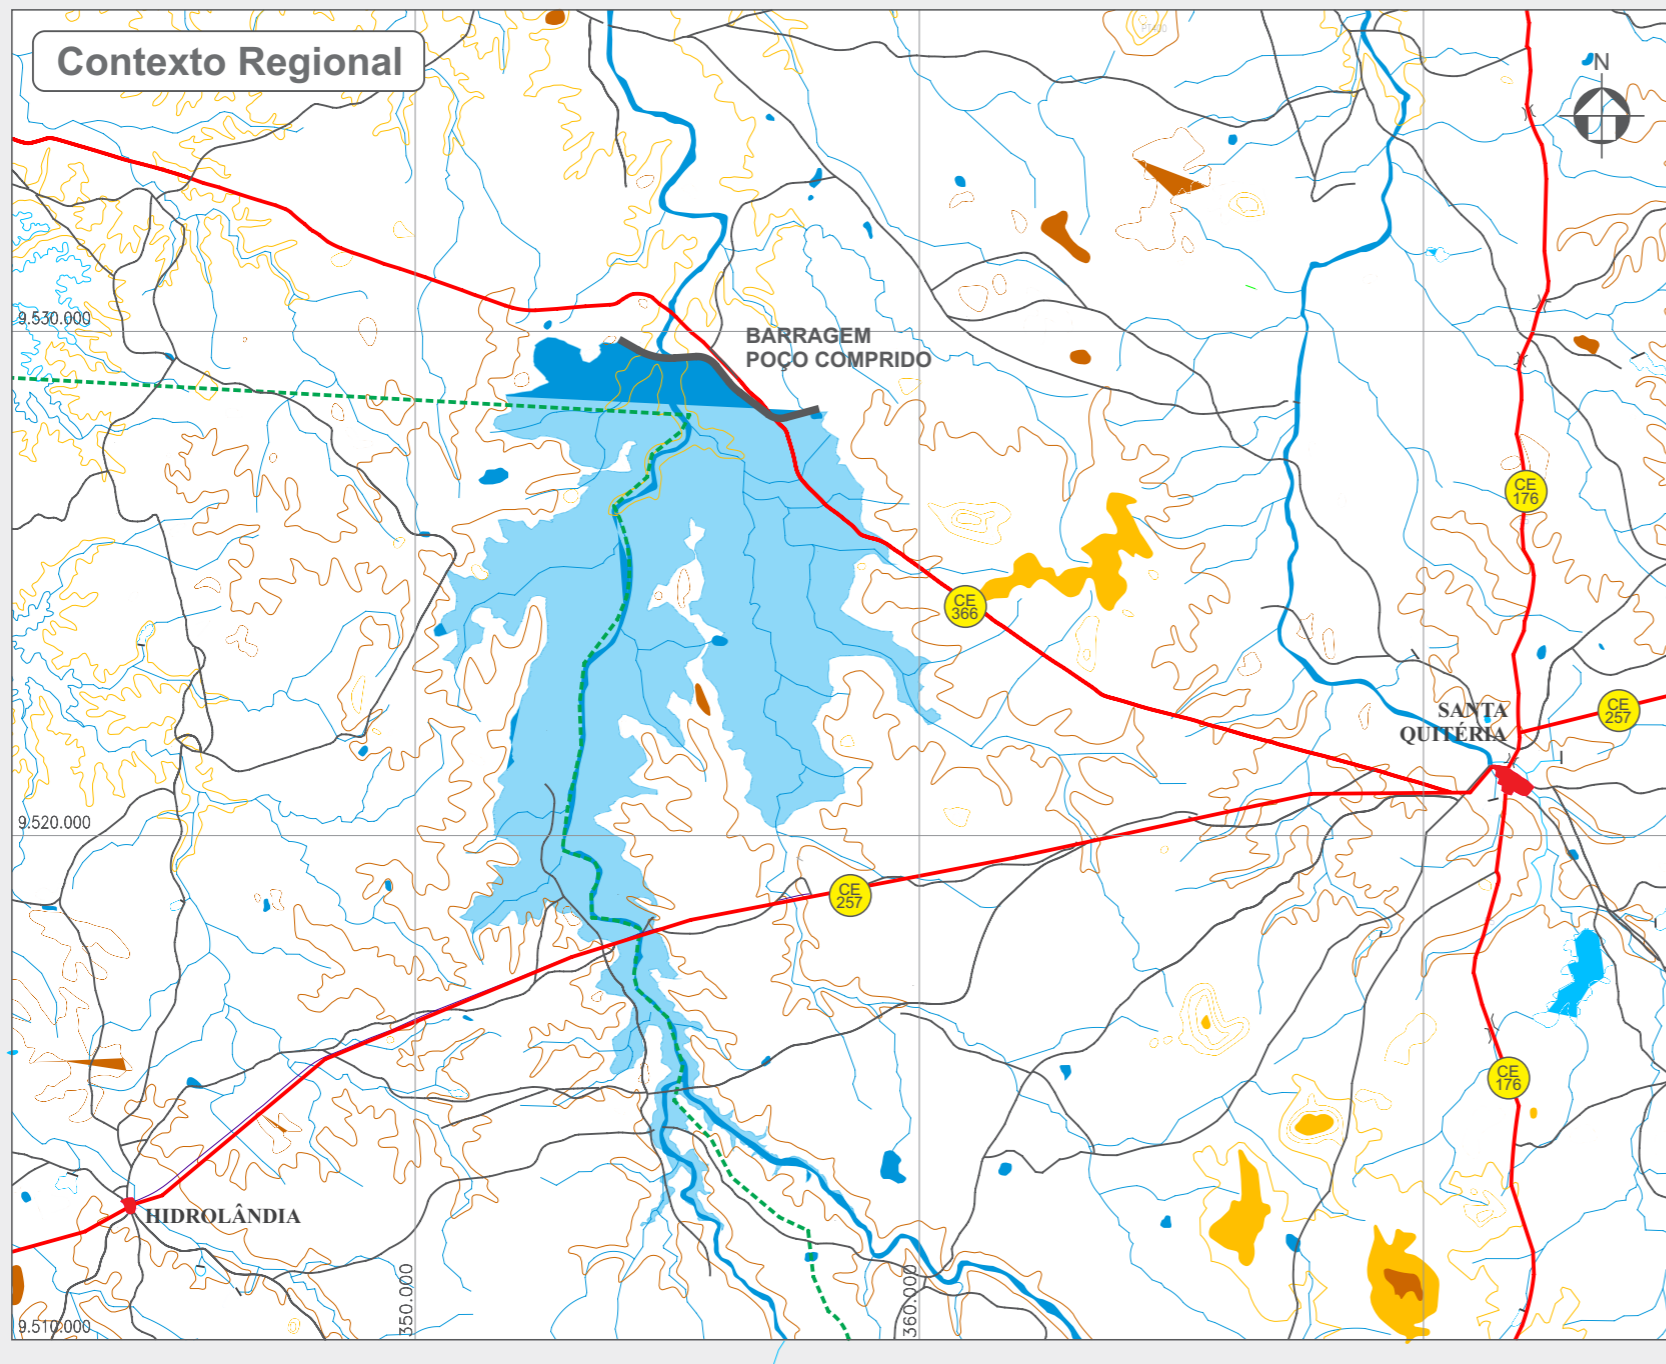 Contexto Regional
PT400
N
9.530.000
BARRAGEM
POÇO COMPRIDO
CE
176
CE
366
SANTA
QUITÉRIA
CE
257
9.520.000
CE
257
CE
176
HIDROLÂNDIA
350.000
360.000
9.510.000